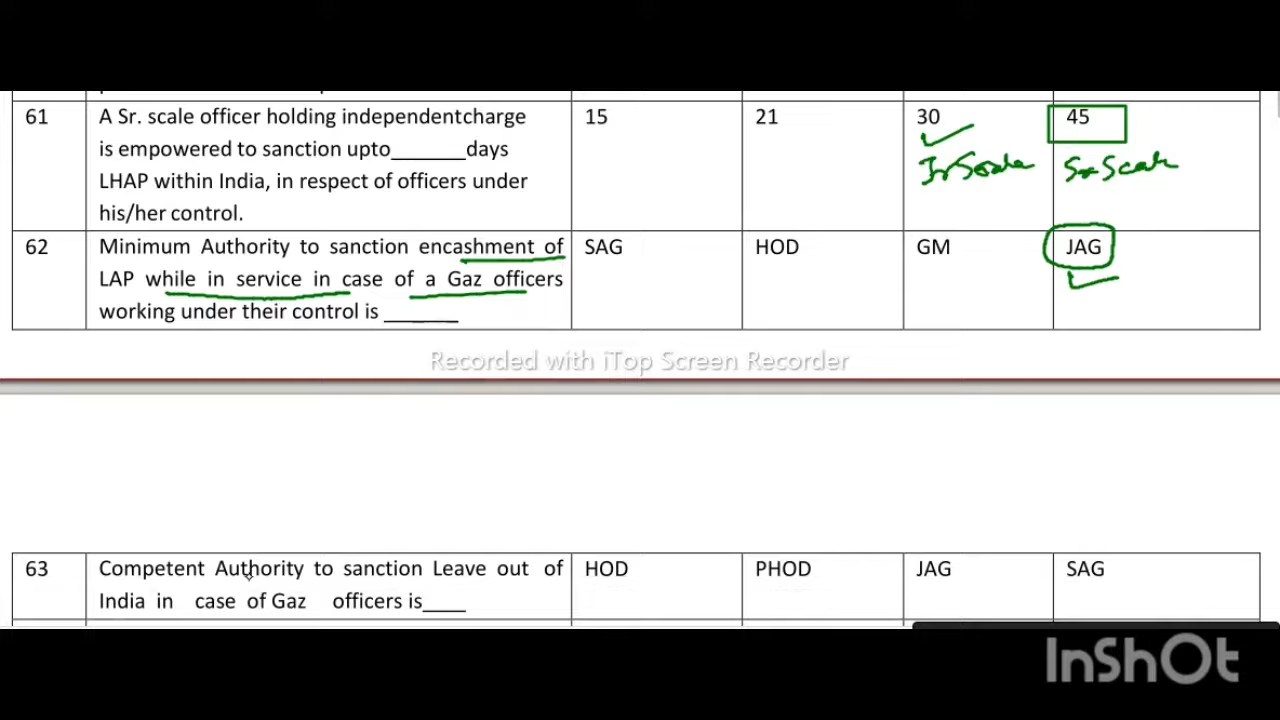 61 A Sr. scale officer holding independentcharge 15 21 30 45
is empowered to sanction upto_______days
LHAP within India, in respect of officers under Jr Scale Sr Scale
his/her control.
62 Minimum Authority to sanction encashment of SAG HOD GM JAG
LAP while in service in case of a Gaz officers
working under their control is _______
Recorded with iTop Screen Recorder
63 Competent Authority to sanction Leave out of HOD PHOD JAG SAG
India in case of Gaz officers is____
InShOt